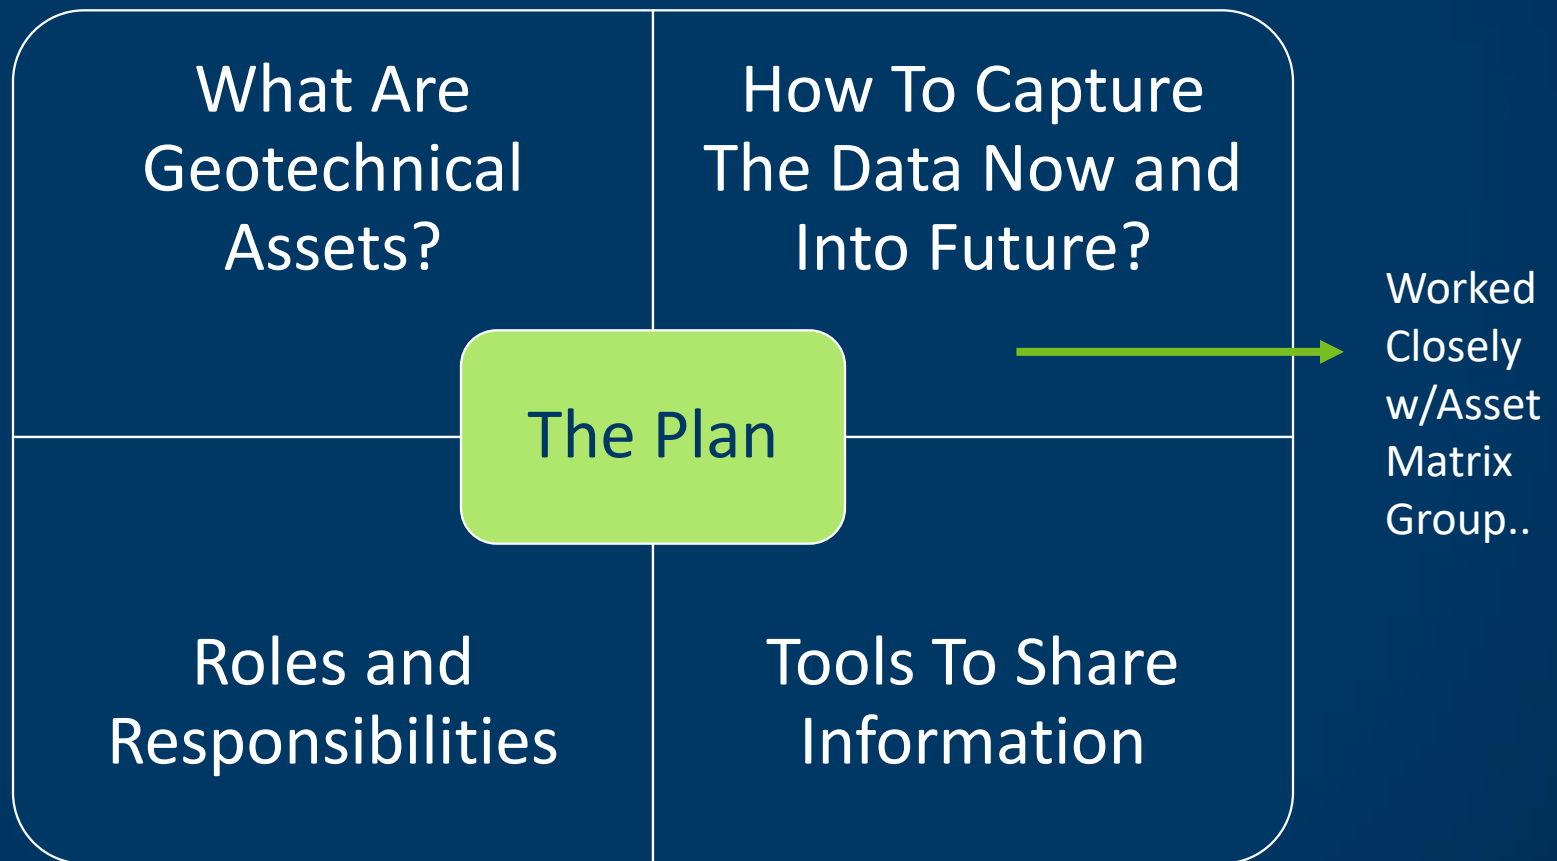 What Are
Geotechnical
Assets?
How To Capture
The Data Now and
Into Future?
Worked
Closely
w/Asset
Matrix
Group..
The Plan
Roles and
Responsibilities
Tools To Share
Information